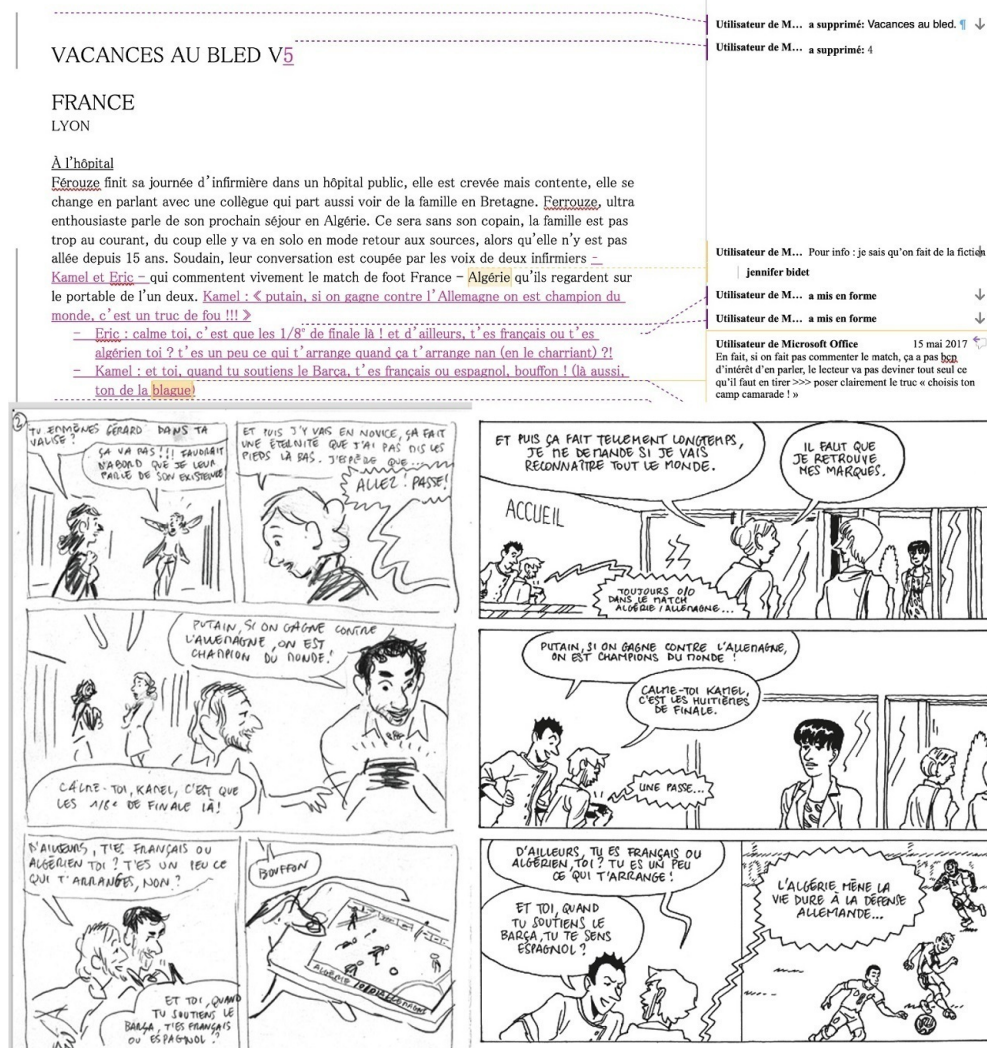 VACANCES AU BLED V5
FRANCE
LYON
À l'hôpital
Férouze finit sa journée d'infirmière dans un hôpital public, elle est crevée mais contente, elle se
change en parlant avec une collègue qui part aussi voir de la famille en Bretagne. Ferrouze, ultra
enthousiaste parle de son prochain séjour en Algérie. Ce sera sans son copain, la famille est pas
trop au courant, du coup elle y va en solo en mode retour aux sources, alors qu'elle n'y est pas
allée depuis 15 ans. Soudain, leur conversation est coupée par les voix de deux infirmiers –
Kamel et Eric – qui commentent vivement le match de foot France – Algérie qu'ils regardent sur
le portable de l'un deux. Kamel : « putain, si on gagne contre l'Allemagne on est champion du
monde, c'est un truc de fou !!! »
– Eric : calme toi, c'est que les 1/8e de finale là ! et d'ailleurs, t'es français ou t'es
algérien toi ? t'es un peu ce qui t'arrange quand ça t'arrange nan (en le charriant) ?!
– Kamel : et toi, quand tu soutiens le Barça, t'es français ou espagnol, bouffon ! (là aussi,
ton de la blague)
Utilisateur de M... a supprimé: Vacances au bled. ¶
Utilisateur de M... a supprimé: 4
Utilisateur de M... Pour info : je sais qu'on fait de la fiction
jennifer bidet
Utilisateur de M... a mis en forme
Utilisateur de M... a mis en forme
Utilisateur de Microsoft Office 15 mai 2017
En fait, si on fait pas commenter le match, ça a pas bcp
d'intérêt d'en parler, le lecteur va pas deviner tout seul ce
qu'il faut en tirer >>> poser clairement le truc « choisis ton
camp camarade ! »
2
TU EMMÈNES GÉRARD DANS TA
VALISE ?
ÇA VA PAS !!! FAUDRAIT
D'ABORD QUE JE LEUR
PARLE DE SON EXISTENCE
ET PUIS J'Y VAIS EN NOVICE, ÇA FAIT
UNE ÉTERNITÉ QUE J'AI PAS MIS LES
PIEDS LÀ BAS. J'ESPÈRE QUE...
ALLEZ ! PASSE !
PUTAIN, SI ON GAGNE CONTRE
L'ALLEMAGNE, ON EST
CHAMPION DU MONDE !
CALME-TOI, KAMEL, C'EST QUE
LES 1/8e DE FINALE LÀ !
D'AILLEURS, T'ES FRANÇAIS OU
ALGÉRIEN TOI ? T'ES UN PEU CE
QUI T'ARRANGES, NON ?
ET TOI, QUAND
TU SOUTIENS LE
BARÇA, T'ES FRANÇAIS
OU ESPAGNOL ?
BOUFFON
ALGÉRIE
ET PUIS ÇA FAIT TELLEMENT LONGTEMPS,
JE ME DEMANDE SI JE VAIS
RECONNAÎTRE TOUT LE MONDE.
IL FAUT QUE
JE RETROUVE
MES MARQUES.
ACCUEIL
TOUJOURS 0/0
DANS LE MATCH
ALGÉRIE / ALLEMAGNE...
PUTAIN, SI ON GAGNE CONTRE L'ALLEMAGNE,
ON EST CHAMPIONS DU MONDE !
CALME-TOI KAMEL,
C'EST LES HUITIÈMES
DE FINALE.
UNE PASSE...
D'AILLEURS, TU ES FRANÇAIS OU
ALGÉRIEN, TOI ? TU ES UN PEU
CE QUI T'ARRANGE !
ET TOI, QUAND
TU SOUTIENS LE
BARÇA, TU TE SENS
ESPAGNOL ?
L'ALGÉRIE MÈNE LA
VIE DURE À LA DÉFENSE
ALLEMANDE...